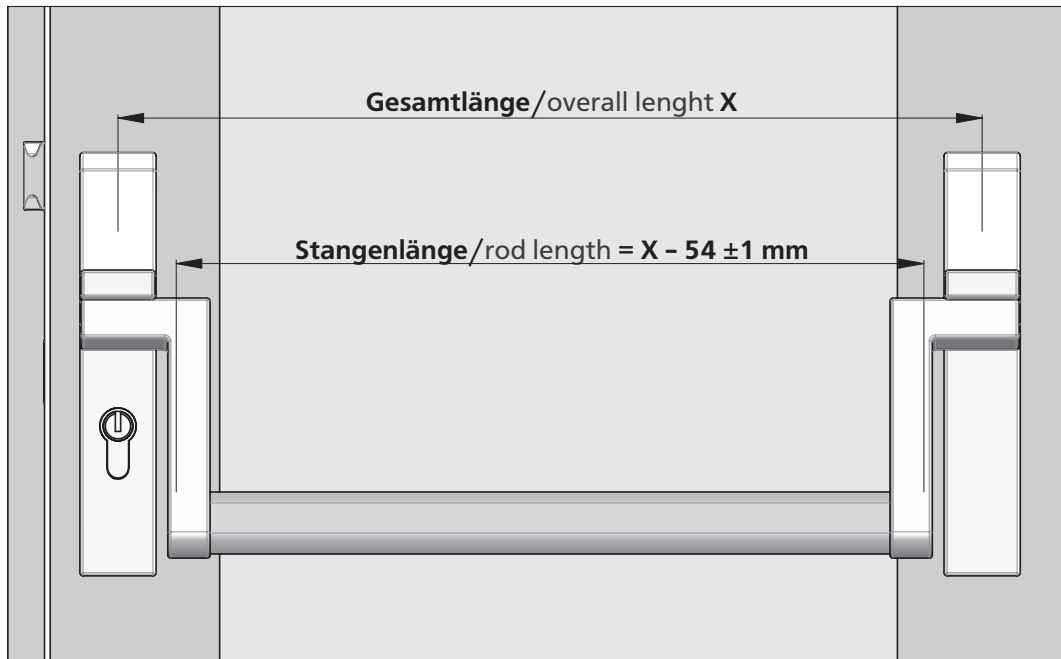 Gesamtlänge/overall lenght X
Stangenlänge/rod length = X – 54 ±1 mm